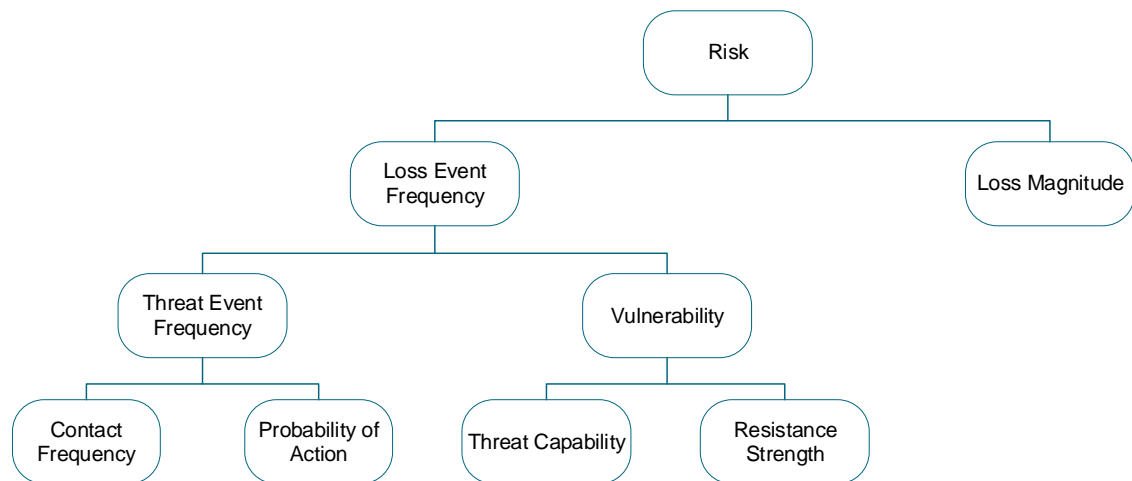 Risk
Loss Event
Frequency
Loss Magnitude
Threat Event
Frequency
Vulnerability
Contact
Frequency
Probability of
Action
Threat Capability
Resistance
Strength